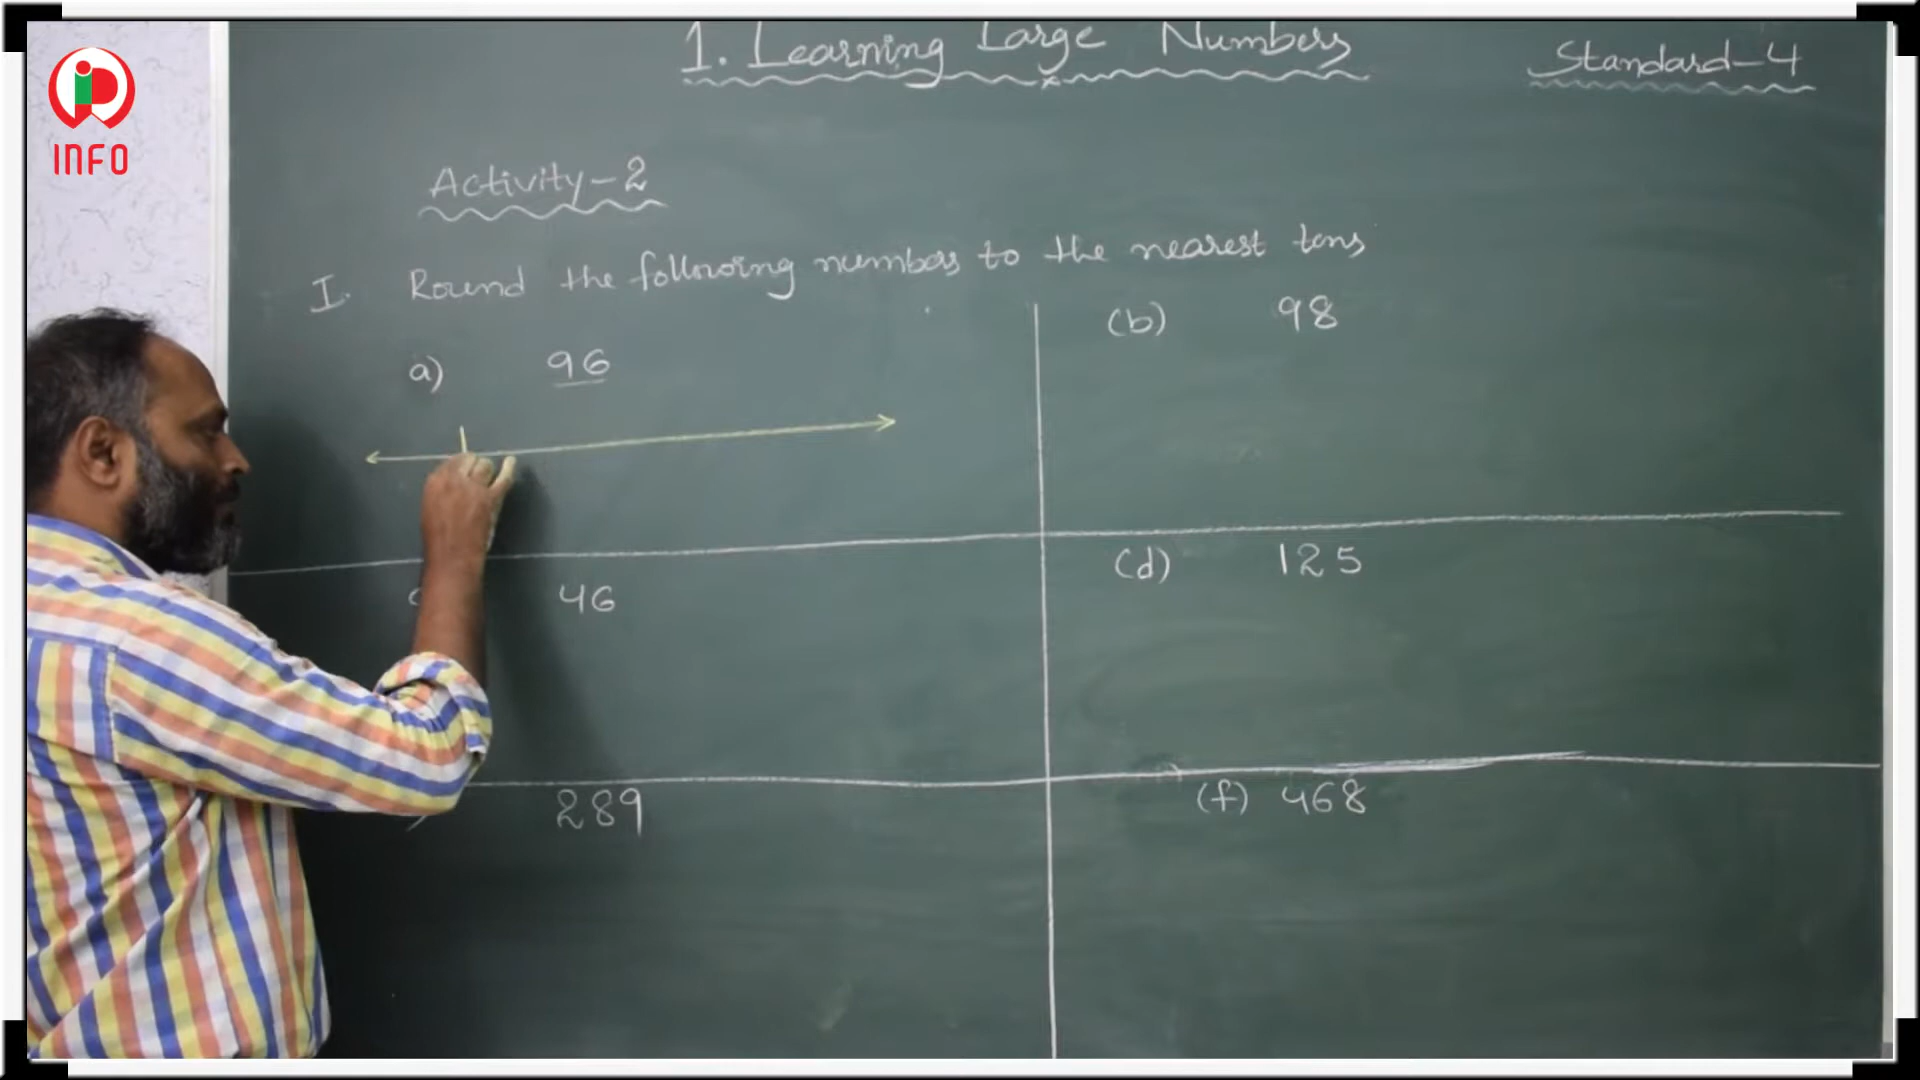 INFO
1. Learning Large Numbers
Standard-4
Activity-2
I. Round the following numbers to the nearest tens
a) 96
(b) 98
46
(d) 125
289
(f) 468